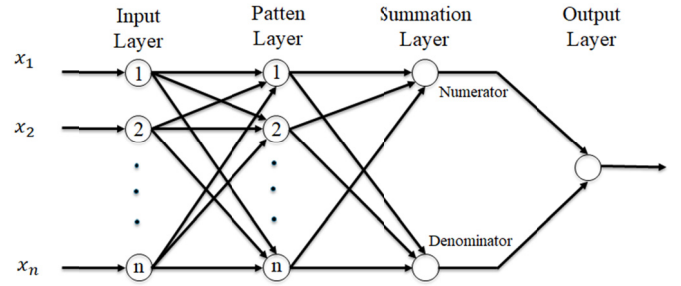 Input Layer
Patten Layer
Summation Layer
Output Layer
x₁
1
1
Numerator
x₂
2
2
Denominator
xₙ
n
n